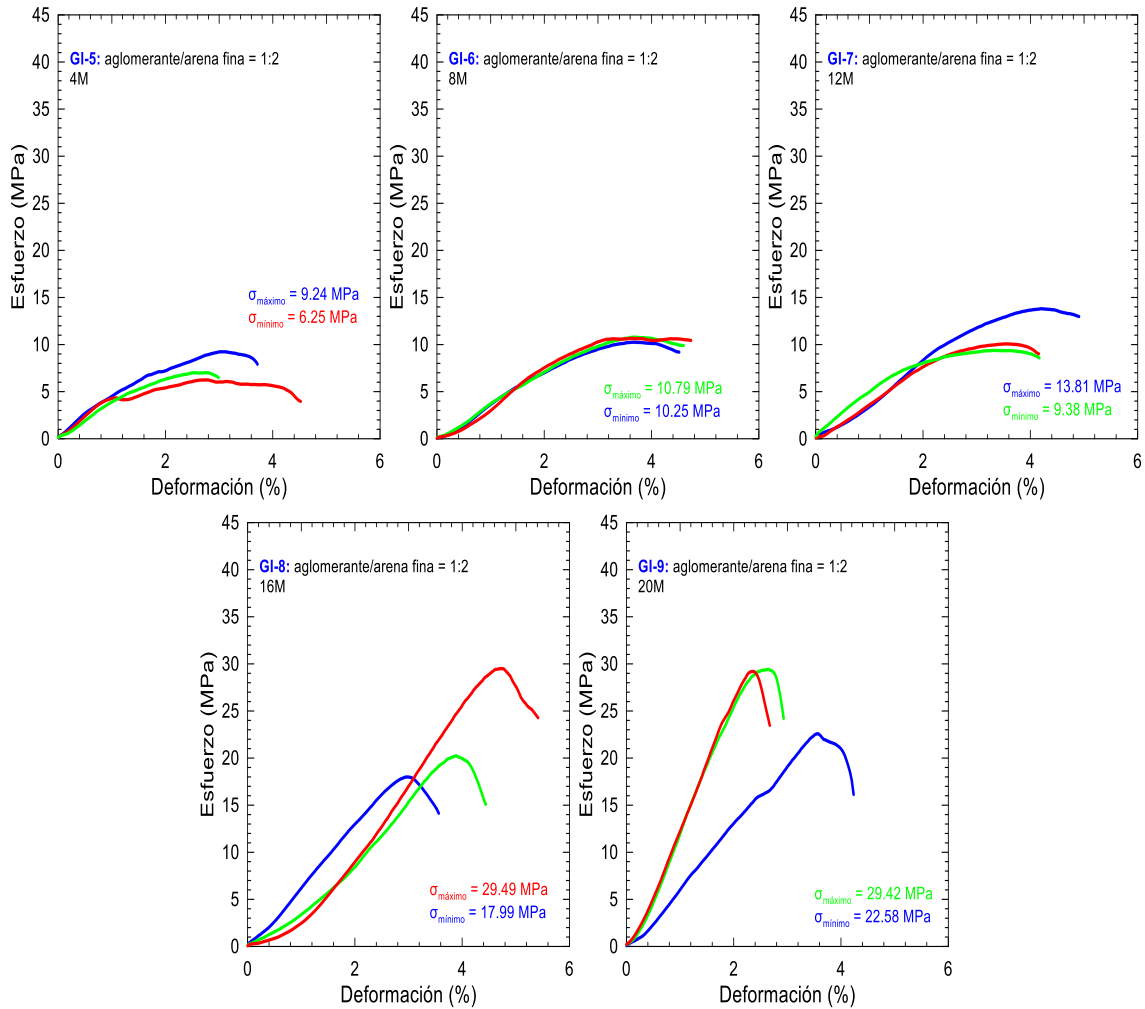 GI-5: aglomerante/arena fina = 1:2
4M
Esfuerzo (MPa)
45
40
35
30
25
20
15
10
5
0
σmáximo = 9.24 MPa
σmínimo = 6.25 MPa
0 2 4 6
Deformación (%)
GI-6: aglomerante/arena fina = 1:2
8M
Esfuerzo (MPa)
45
40
35
30
25
20
15
10
5
0
σmáximo = 10.79 MPa
σmínimo = 10.25 MPa
0 2 4 6
Deformación (%)
GI-7: aglomerante/arena fina = 1:2
12M
Esfuerzo (MPa)
45
40
35
30
25
20
15
10
5
0
σmáximo = 13.81 MPa
σmínimo = 9.38 MPa
0 2 4 6
Deformación (%)
GI-8: aglomerante/arena fina = 1:2
16M
Esfuerzo (MPa)
45
40
35
30
25
20
15
10
5
0
σmáximo = 29.49 MPa
σmínimo = 17.99 MPa
0 2 4 6
Deformación (%)
GI-9: aglomerante/arena fina = 1:2
20M
Esfuerzo (MPa)
45
40
35
30
25
20
15
10
5
0
σmáximo = 29.42 MPa
σmínimo = 22.58 MPa
0 2 4 6
Deformación (%)